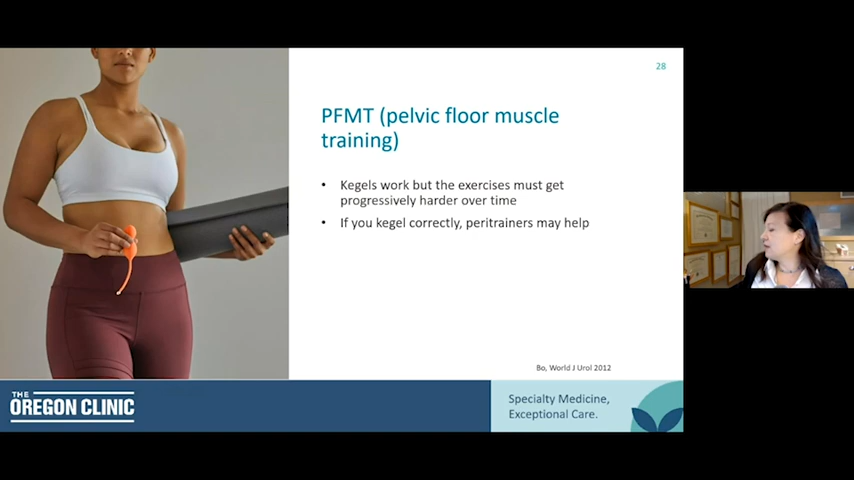 28
PFMT (pelvic floor muscle
training)
• Kegels work but the exercises must get
progressively harder over time
• If you kegel correctly, peritrainers may help
Bo, World J Urol 2012
THE
OREGON CLINIC
Specialty Medicine,
Exceptional Care.